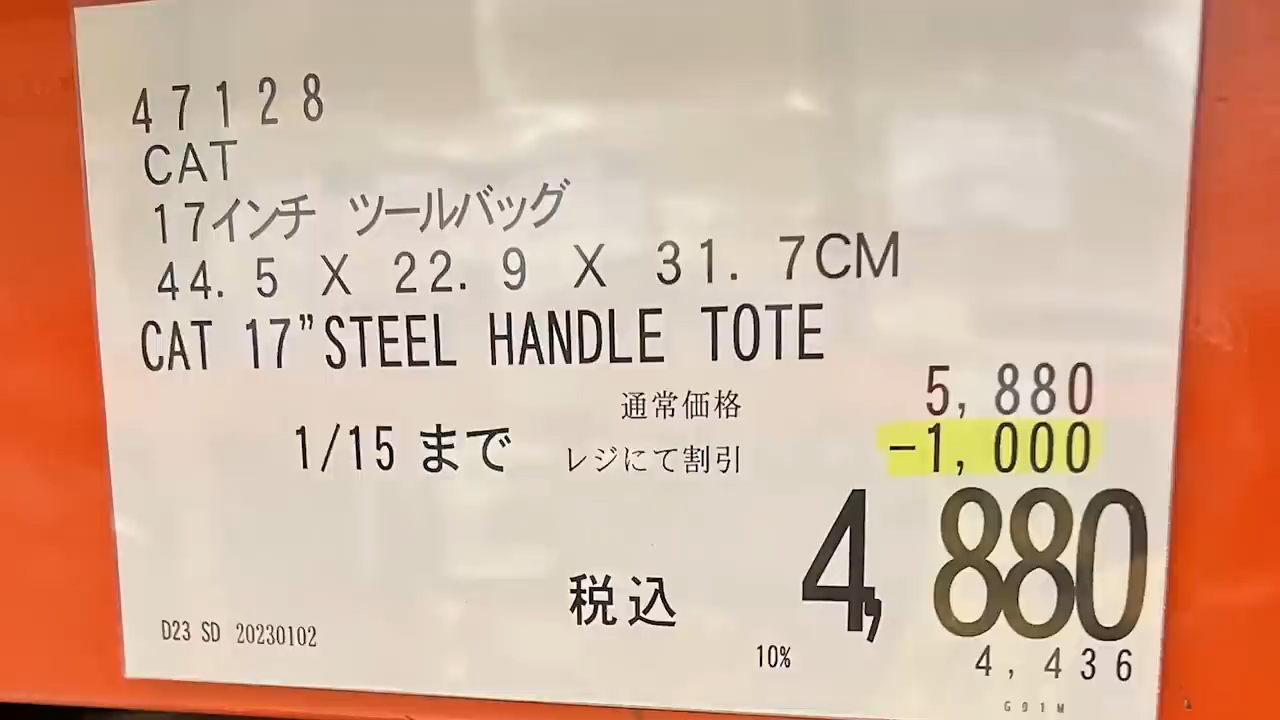 47128
CAT
17インチ ツールバッグ
44.5 X 22.9 X 31.7CM
CAT 17”STEEL HANDLE TOTE
通常価格 5,880
1/15 まで レジにて割引 -1,000
税込 4,880
10% 4,436
D23 SD 20230102
G01M